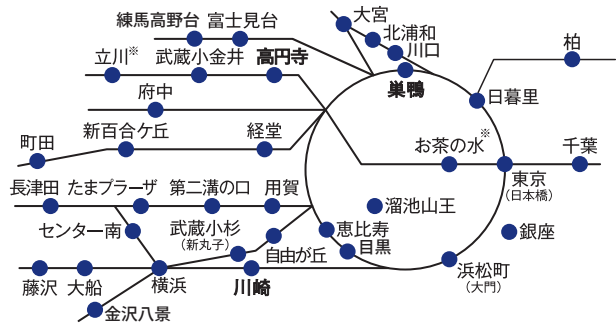 大宮
練馬高野台 富士見台
北浦和
川口
立川※
武蔵小金井
高円寺
巣鴨
柏
府中
日暮里
町田
新百合ケ丘
経堂
お茶の水※
千葉
東京
(日本橋)
長津田
たまプラーザ
第二溝の口
用賀
溜池山王
センター南
武蔵小杉
(新丸子)
自由が丘
恵比寿
目黒
銀座
浜松町
(大門)
藤沢
大船
横浜
川崎
金沢八景